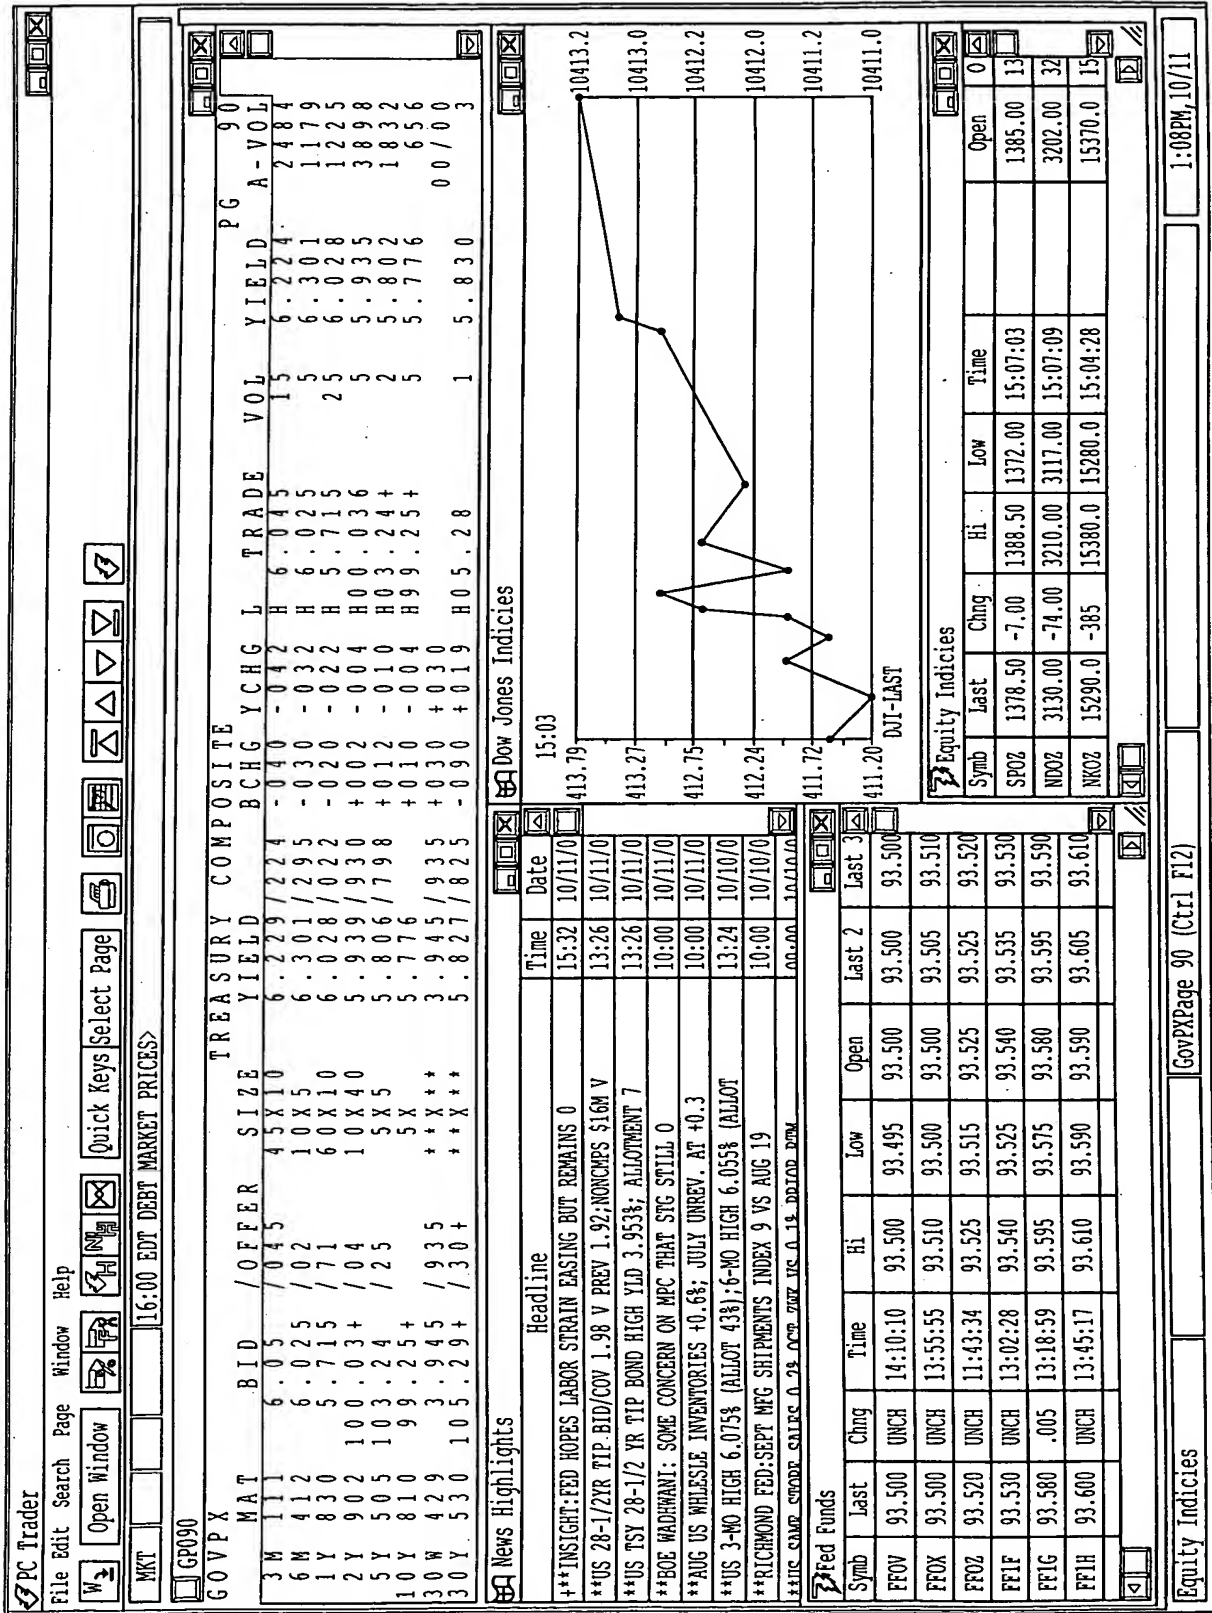 PC Trader
File Edit Search Page Window Help
Open Window Quick Keys Select Page
MKT 16:00 EDT DEBT MARKET PRICES>
GP090
GOVPX TREASURY COMPOSITE PG 90
MAT BID /OFFER SIZE YIELD BCHG YCHG L TRADE VOL YIELD A-VOL
3M 111 6.05 /045 45X10 6.229/224 -040 -042 H 6.045 15 6.224 2484
6M 412 6.025 /02 10X5 6.301/295 -030 -032 H 6.025 5 6.301 1179
1Y 830 5.715 /71 60X10 6.028/022 -020 -022 H 5.715 25 6.028 1225
2Y 902 100.03+ /04 10X40 5.939/930 +002 -004 H00.036 5 5.935 3898
5Y 505 103.24 /25 5X5 5.806/798 +012 -010 H03.24+ 2 5.802 1832
10Y 810 99.25+ 5X 5.776 +010 -004 H99.25+ 5 5.776 656
30W 429 3.945 /935 **X** 3.945/935 +030 +030 00/00
30Y 530 105.29+ /30+ **X** 5.827/825 -090 +019 H05.28 1 5.830 3
News Highlights
Headline Time Date
+**INSIGHT:FED HOPES LABOR STRAIN EASING BUT REMAINS 0 15:32 10/11/0
**UIS 28-1/2YR TIP BID/COV 1.98 V PREV 1.92;NONCMPS $16M V 13:26 10/11/0
**US TSY 28-1/2 YR TIP BOND HIGH YLD 3.953%; ALLOTMENT 7 13:26 10/11/0
**BOE WADHWANI: SOME CONCERN ON MPC THAT STG STILL 0 10:00 10/11/0
**AUG US WHLESLE INVENTORIES +0.6%; JULY UNREV. AT +0.3 10:00 10/11/0
**US 3-MO HIGH 6.075% (ALLOT 43%);6-MO HIGH 6.055% (ALLOT 13:24 10/10/0
**RICHMOND FED:SEPT MFG SHIPMENTS INDEX 9 VS AUG 19 10:00 10/10/0
**US SAME STORE SALES 0.2% OCT 7WK VS 0.1% PRIOR RTM 00:00 10/10/0
Dow Jones Indicies
15:03
413.79 10413.2
413.27 10413.0
412.75 10412.2
412.24 10412.0
411.72 10411.2
411.20 10411.0
DJI-LAST
Fed Funds
Symb Last Chng Time Hi Low Open Last 2 Last 3
FFOV 93.500 UNCH 14:10:10 93.500 93.495 93.500 93.500 93.500
FFOX 93.500 UNCH 13:55:55 93.510 93.500 93.500 93.505 93.510
FFOZ 93.520 UNCH 11:43:34 93.525 93.515 93.525 93.525 93.520
FF1F 93.530 UNCH 13:02:28 93.540 93.525 93.540 93.535 93.530
FF1G 93.580 .005 13:18:59 93.595 93.575 93.580 93.595 93.590
FF1H 93.600 UNCH 13:45:17 93.610 93.590 93.590 93.605 93.610
Equity Indicies
Symb Last Chng Hi Low Time Open O
SPOZ 1378.50 -7.00 1388.50 1372.00 15:07:03 1385.00 13
NDOZ 3130.00 -74.00 3210.00 3117.00 15:07:09 3202.00 32
NKOZ 15290.0 -385 15380.0 15280.0 15:04:28 15370.0 15
Equity Indicies GovPXPage 90 (Ctrl F12) 1:08PM,10/11